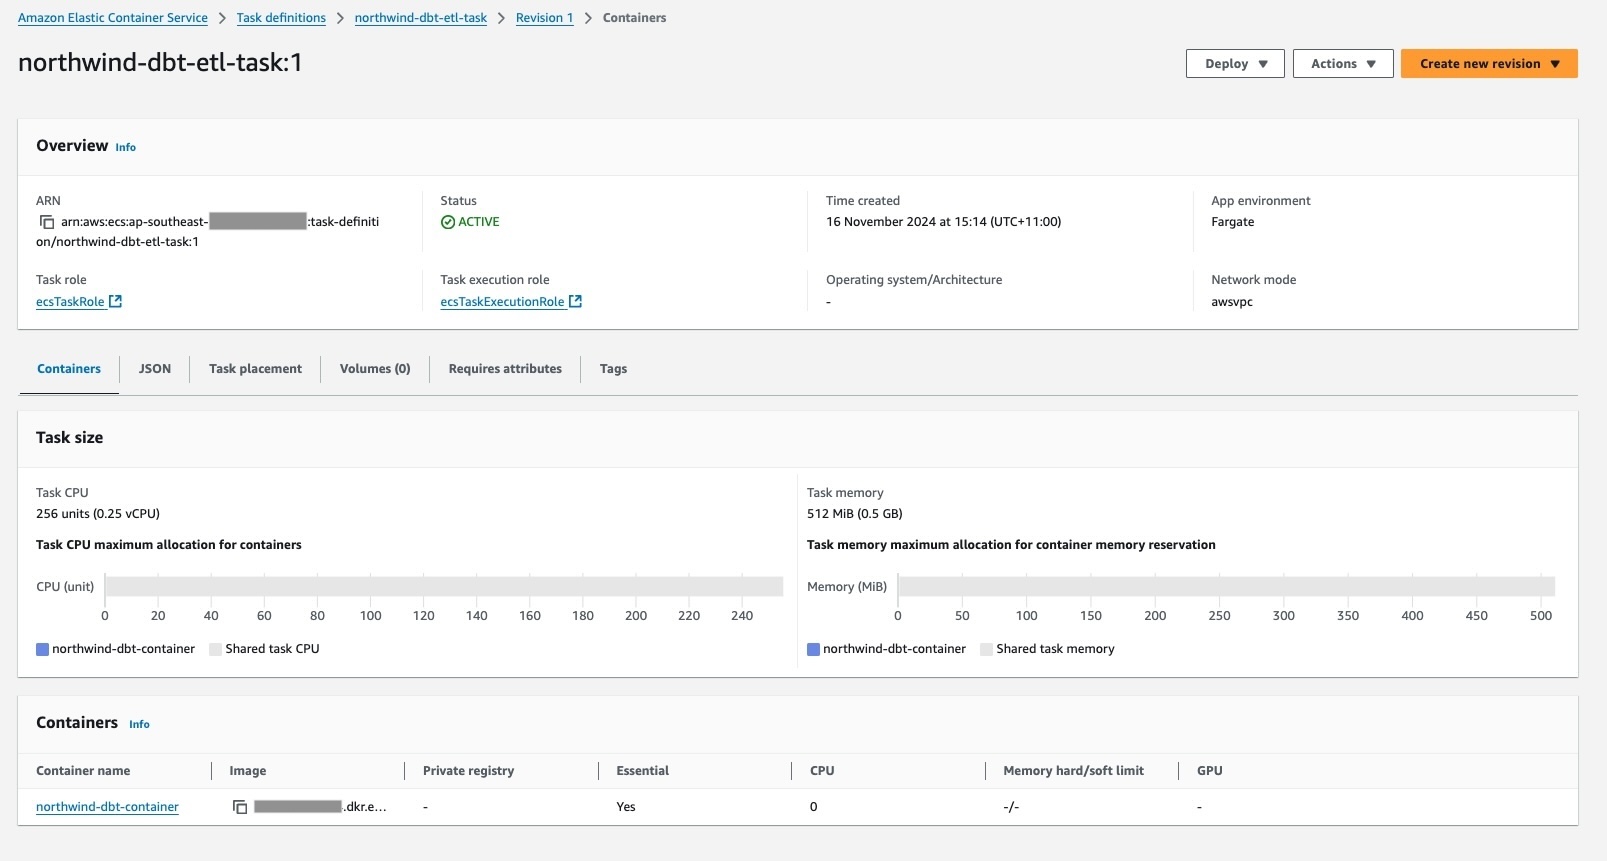 Amazon Elastic Container Service > Task definitions > northwind-dbt-etl-task > Revision 1 > Containers
northwind-dbt-etl-task:1
Deploy Actions Create new revision
Overview Info
ARN
arn:aws:ecs:ap-southeast- :task-definiti
on/northwind-dbt-etl-task:1
Status
ACTIVE
Time created
16 November 2024 at 15:14 (UTC+11:00)
App environment
Fargate
Task role
ecsTaskRole
Task execution role
ecsTaskExecutionRole
Operating system/Architecture
-
Network mode
awsvpc
Containers JSON Task placement Volumes (0) Requires attributes Tags
Task size
Task CPU
256 units (0.25 vCPU)
Task CPU maximum allocation for containers
CPU (unit)
0 20 40 60 80 100 120 140 160 180 200 220 240
northwind-dbt-container Shared task CPU
Task memory
512 MiB (0.5 GB)
Task memory maximum allocation for container memory reservation
Memory (MiB)
0 50 100 150 200 250 300 350 400 450 500
northwind-dbt-container Shared task memory
Containers Info
Container name Image Private registry Essential CPU Memory hard/soft limit GPU
northwind-dbt-container .dkr.e... - Yes 0 -/- -